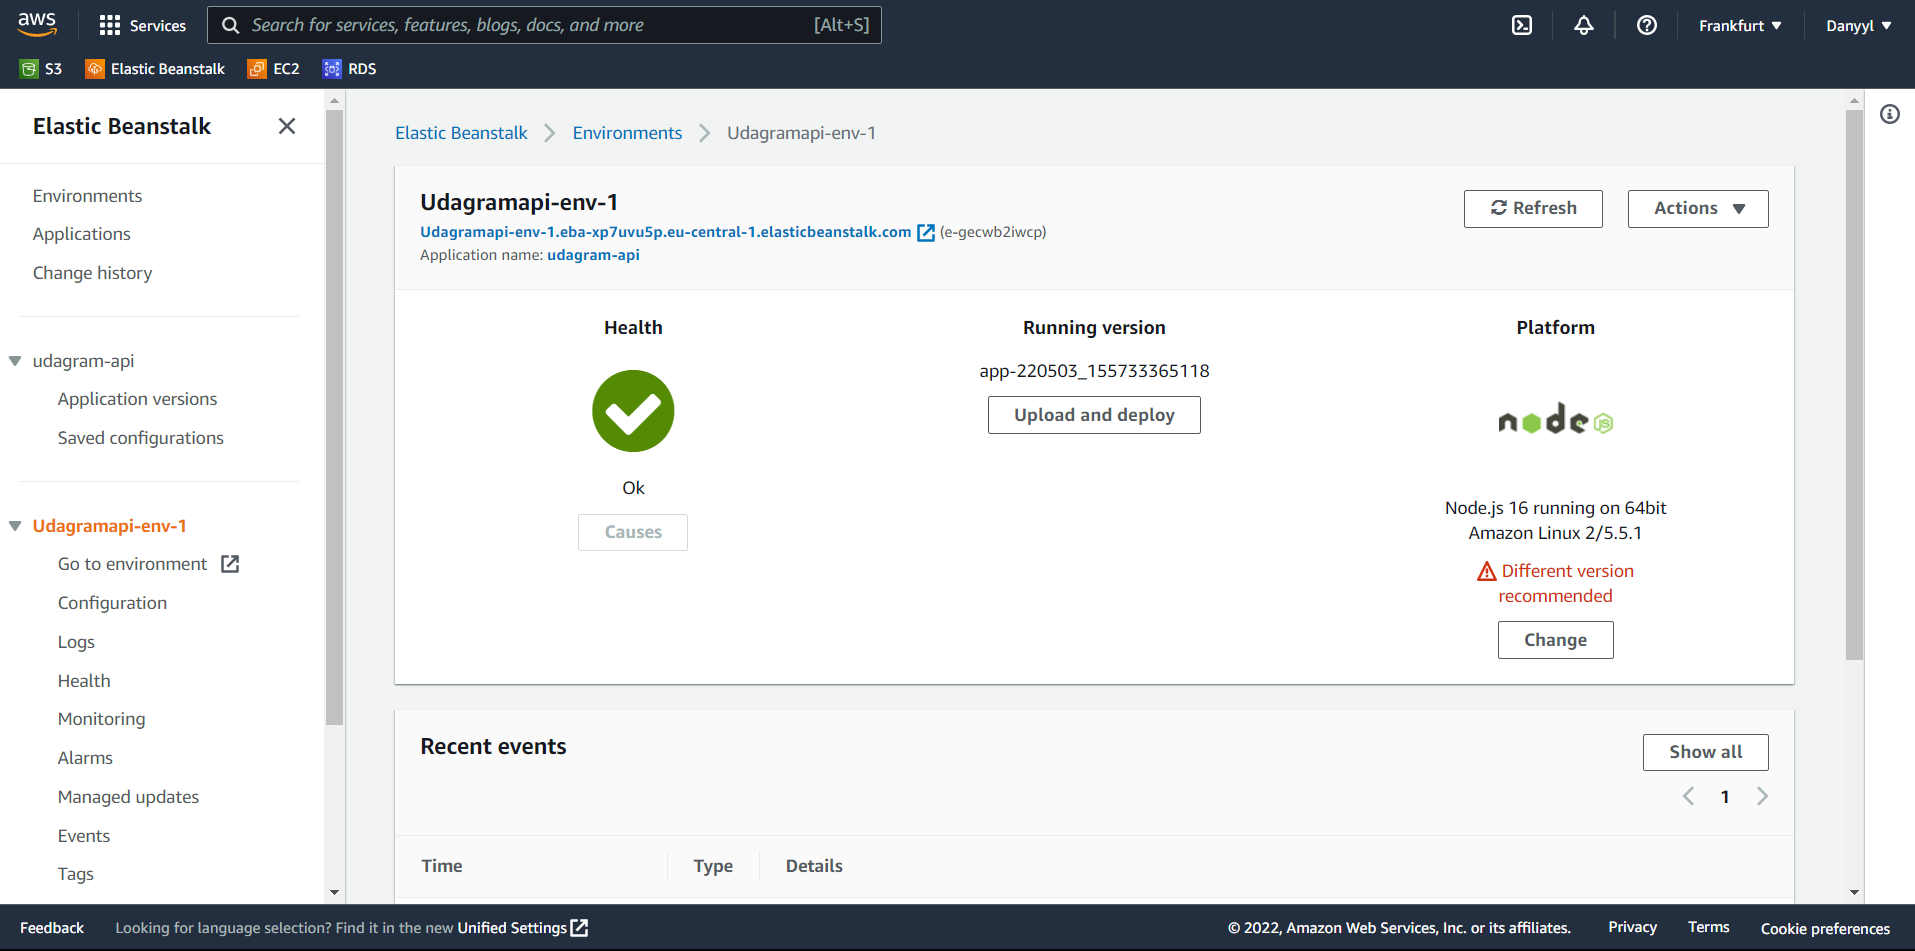 aws
Services
Search for services, features, blogs, docs, and more
[Alt+S]
Frankfurt
Danyyl
S3
Elastic Beanstalk
EC2
RDS
Elastic Beanstalk
Environments
Applications
Change history
udagram-api
Application versions
Saved configurations
Udagramapi-env-1
Go to environment
Configuration
Logs
Health
Monitoring
Alarms
Managed updates
Events
Tags
Elastic Beanstalk > Environments > Udagramapi-env-1
Udagramapi-env-1
Udagramapi-env-1.eba-xp7uvu5p.eu-central-1.elasticbeanstalk.com (e-gecwb2iwcp)
Application name: udagram-api
Refresh
Actions
Health
Ok
Causes
Running version
app-220503_155733365118
Upload and deploy
Platform
node JS
Node.js 16 running on 64bit
Amazon Linux 2/5.5.1
Different version
recommended
Change
Recent events
Show all
1
Time
Type
Details
Feedback
Looking for language selection? Find it in the new Unified Settings
© 2022, Amazon Web Services, Inc. or its affiliates.
Privacy
Terms
Cookie preferences